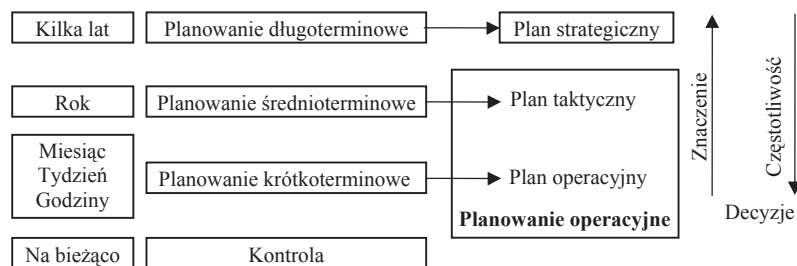 Kilka lat
Planowanie długoterminowe
Plan strategiczny
Rok
Planowanie średnioterminowe
Plan taktyczny
Miesiąc
Tydzień
Godziny
Planowanie krótkoterminowe
Plan operacyjny
Planowanie operacyjne
Na bieżąco
Kontrola
Znaczenie
Częstotliwość
Decyzje